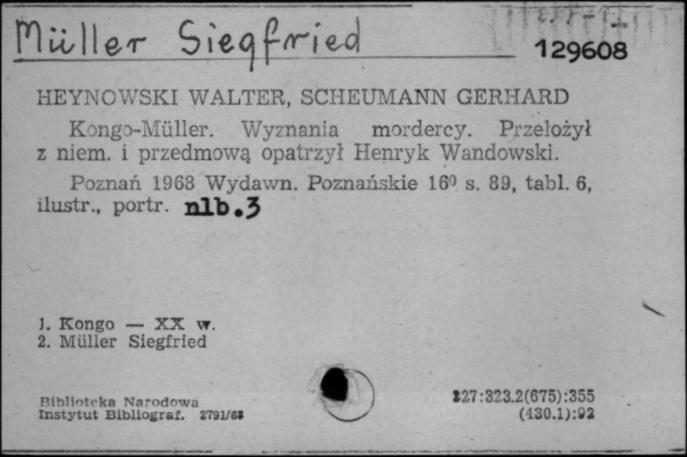 Müller Siegfried
129608
HEYNOWSKI WALTER, SCHEUMANN GERHARD
Kongo-Müller. Wyznania mordercy. Przełożył
z niem. i przedmową opatrzył Henryk Wandowski.
Poznań 1968 Wydawn. Poznańskie 16⁰ s. 89, tabl. 6,
ilustr., portr. nlb.3
1. Kongo — XX w.
2. Müller Siegfried
Biblioteka Narodowa
Instytut Bibliograf. 2791/68
327:323.2(675):355
(430.1):92